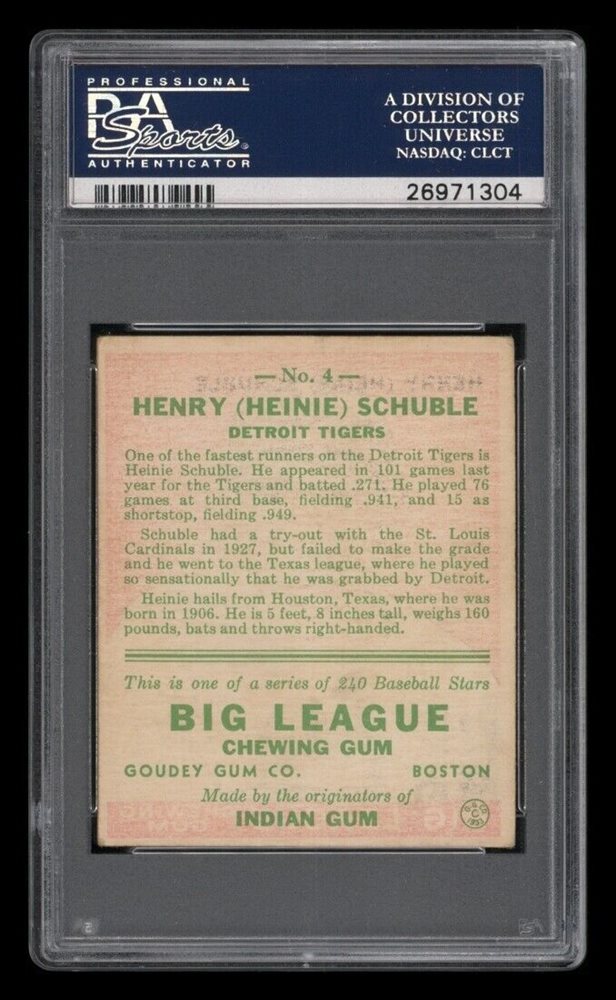 PROFESSIONAL
PSA
Sports
AUTHENTICATOR
A DIVISION OF
COLLECTORS
UNIVERSE
NASDAQ: CLCT
26971304
— No. 4 —
HENRY (HEINIE) SCHUBLE
DETROIT TIGERS
One of the fastest runners on the Detroit Tigers is
Heinie Schuble. He appeared in 101 games last
year for the Tigers and batted .271. He played 76
games at third base, fielding .941, and 15 as
shortstop, fielding .949.
Schuble had a try-out with the St. Louis
Cardinals in 1927, but failed to make the grade
and he went to the Texas league, where he played
so sensationally that he was grabbed by Detroit.
Heinie hails from Houston, Texas, where he was
born in 1906. He is 5 feet, 8 inches tall, weighs 160
pounds, bats and throws right-handed.
This is one of a series of 240 Baseball Stars
BIG LEAGUE
CHEWING GUM
GOUDEY GUM CO. BOSTON
Made by the originators of
INDIAN GUM
G.G.CO.
C
1933